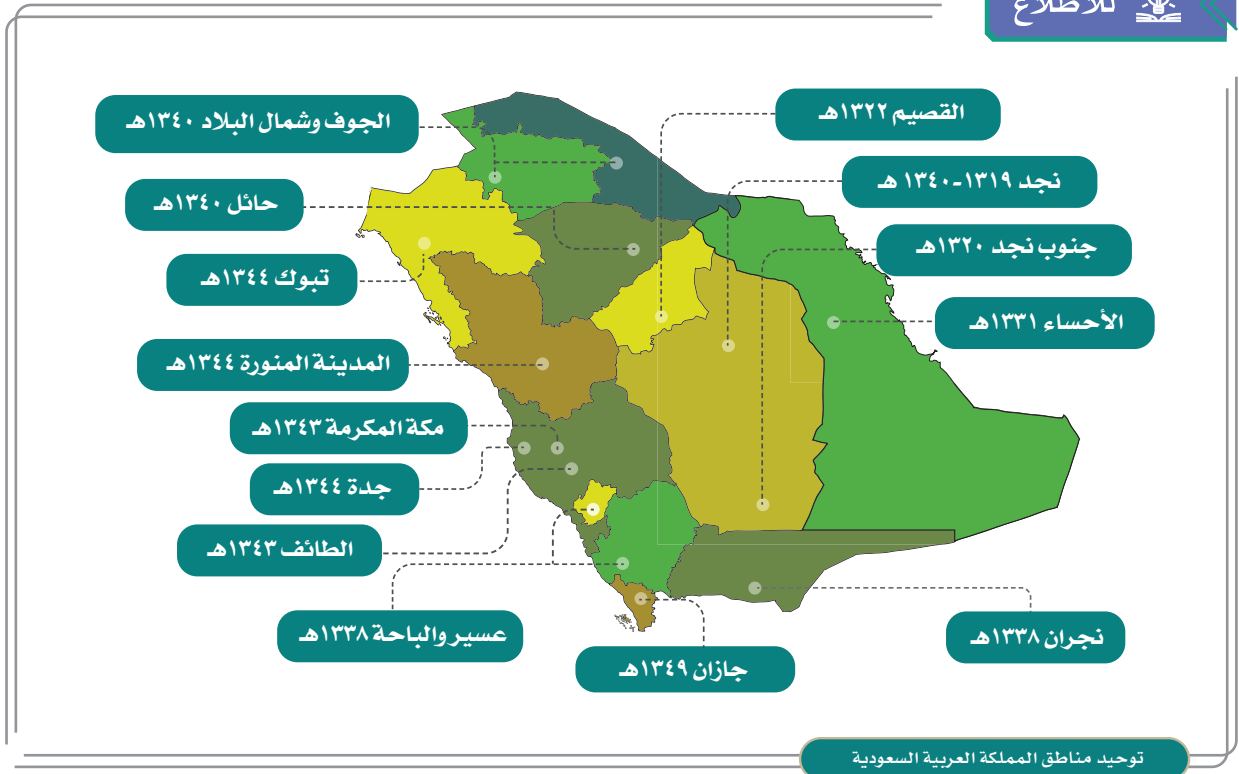 للاطلاع
القصيم ١٣٢٢هـ
الجوف وشمال البلاد ١٣٤٠هـ
نجد ١٣١٩-١٣٤٠ هـ
حائل ١٣٤٠هـ
جنوب نجد ١٣٢٠هـ
تبوك ١٣٤٤هـ
الأحساء ١٣٣١هـ
المدينة المنورة ١٣٤٤هـ
مكة المكرمة ١٣٤٣هـ
جدة ١٣٤٤هـ
الطائف ١٣٤٣هـ
عسير والباحة ١٣٣٨هـ
نجران ١٣٣٨هـ
جازان ١٣٤٩هـ
توحيد مناطق المملكة العربية السعودية